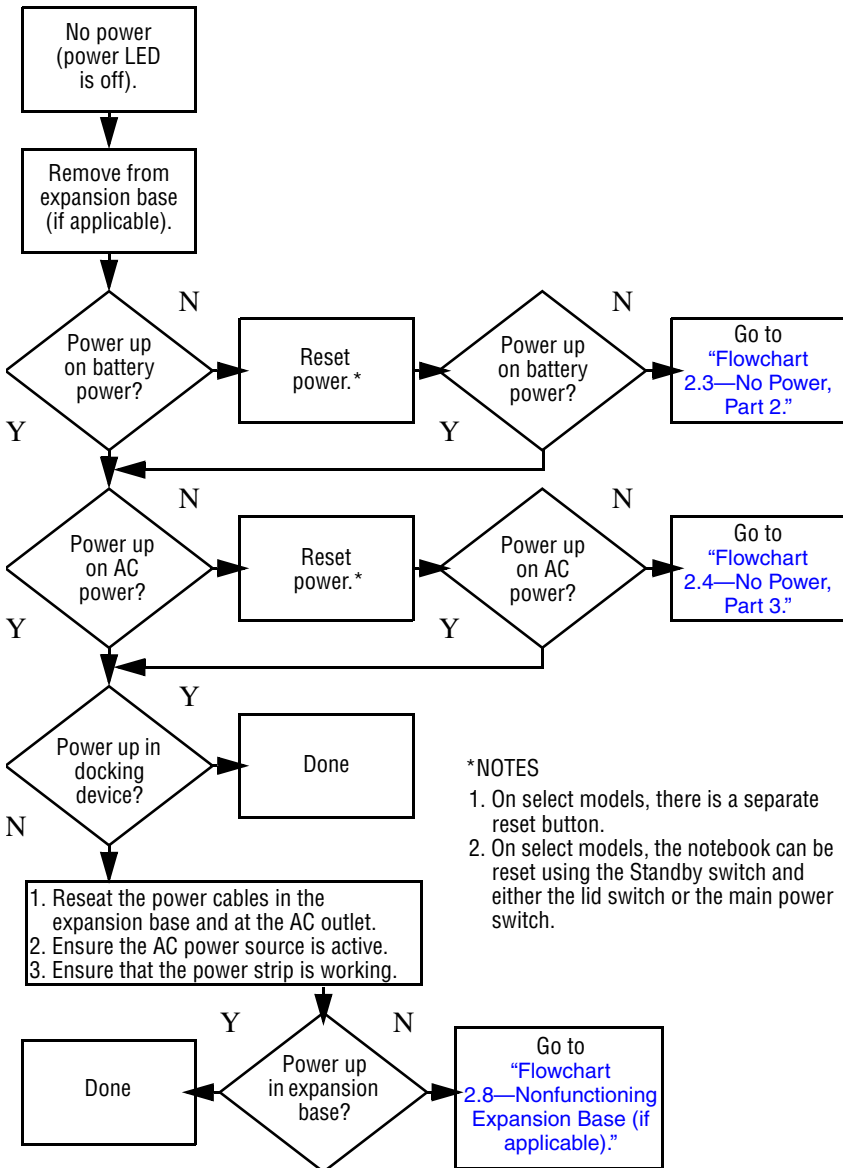 No power
(power LED
is off).
Remove from
expansion base
(if applicable).
N
N
Power up
on battery
power?
Reset
power.*
Power up
on battery
power?
Go to
“Flowchart
2.3—No Power,
Part 2.”
Y
Y
N
N
Power up
on AC
power?
Reset
power.*
Power up
on AC
power?
Go to
“Flowchart
2.4—No Power,
Part 3.”
Y
Y
Y
Power up in
docking
device?
Done
N
*NOTES
1. On select models, there is a separate
reset button.
2. On select models, the notebook can be
reset using the Standby switch and
either the lid switch or the main power
switch.
1. Reseat the power cables in the
expansion base and at the AC outlet.
2. Ensure the AC power source is active.
3. Ensure that the power strip is working.
Y
N
Done
Power up
in expansion
base?
Go to
“Flowchart
2.8—Nonfunctioning
Expansion Base (if
applicable).”